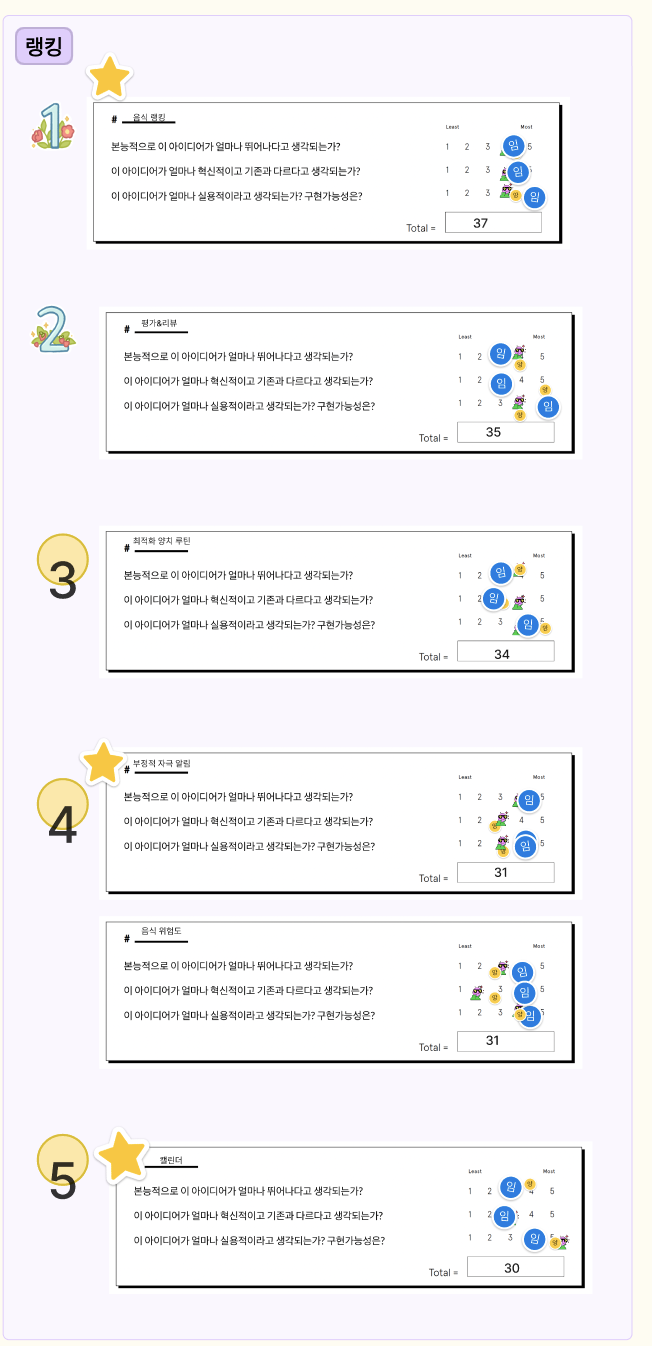 랭킹
1
# 음식 랭킹
Least Most
본능적으로 이 아이디어가 얼마나 뛰어나다고 생각되는가?
1 2 3 임 5
이 아이디어가 얼마나 혁신적이고 기존과 다르다고 생각되는가?
1 2 3 임
이 아이디어가 얼마나 실용적이라고 생각되는가? 구현가능성은?
1 2 3 양 임
Total = 37
2
# 평가&리뷰
Least Most
본능적으로 이 아이디어가 얼마나 뛰어나다고 생각되는가?
1 2 임 양 5
이 아이디어가 얼마나 혁신적이고 기존과 다르다고 생각되는가?
1 2 임 4 5 양
이 아이디어가 얼마나 실용적이라고 생각되는가? 구현가능성은?
1 2 3 양 임
Total = 35
3
# 최적화 양치 루틴
Least Most
본능적으로 이 아이디어가 얼마나 뛰어나다고 생각되는가?
1 2 임 양 5
이 아이디어가 얼마나 혁신적이고 기존과 다르다고 생각되는가?
1 2 임 5
이 아이디어가 얼마나 실용적이라고 생각되는가? 구현가능성은?
1 2 3 임 양
Total = 34
4
# 부정적 자극 알림
Least Most
본능적으로 이 아이디어가 얼마나 뛰어나다고 생각되는가?
1 2 3 임 5
이 아이디어가 얼마나 혁신적이고 기존과 다르다고 생각되는가?
1 2 양 4 5
이 아이디어가 얼마나 실용적이라고 생각되는가? 구현가능성은?
1 2 양 임 5
Total = 31
# 음식 위험도
Least Most
본능적으로 이 아이디어가 얼마나 뛰어나다고 생각되는가?
1 2 양 임 5
이 아이디어가 얼마나 혁신적이고 기존과 다르다고 생각되는가?
1 양 3 임 5
이 아이디어가 얼마나 실용적이라고 생각되는가? 구현가능성은?
1 2 3 양 임
Total = 31
5
캘린더
Least Most
본능적으로 이 아이디어가 얼마나 뛰어나다고 생각되는가?
1 2 임 양 4 5
이 아이디어가 얼마나 혁신적이고 기존과 다르다고 생각되는가?
1 2 임 4 5
이 아이디어가 얼마나 실용적이라고 생각되는가? 구현가능성은?
1 2 3 임 양
Total = 30